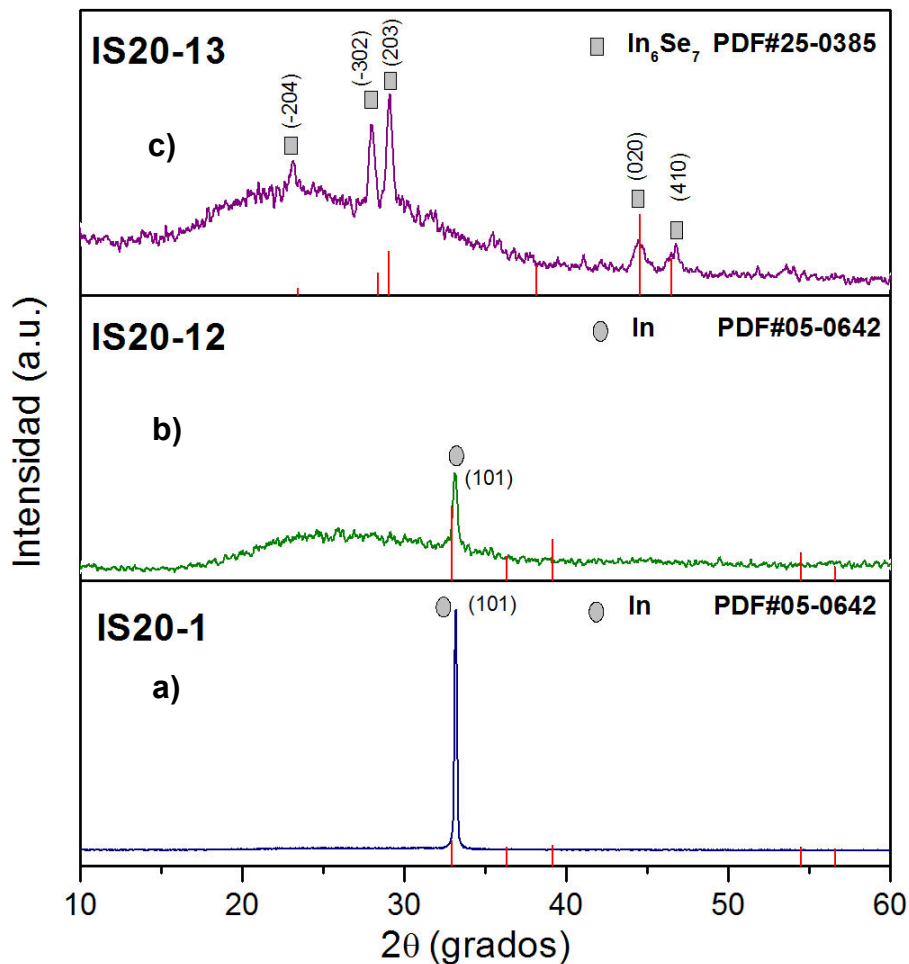 IS20-13
In₆Se₇ PDF#25-0385
c)
(-204)
(-302)
(203)
(020)
(410)
IS20-12
In PDF#05-0642
b)
(101)
IS20-1
(101)
In PDF#05-0642
a)
Intensidad (a.u.)
10 20 30 40 50 60
2θ (grados)